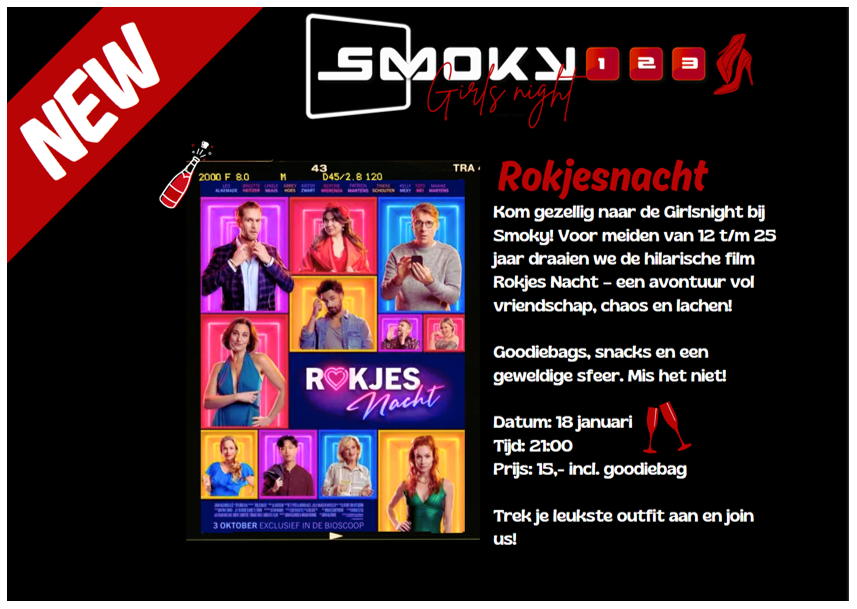 NEW
SMOKY 1 2 3
Girls night
2000 F 8.0 M 43 D45/2.8 120 TRA
ROKJES
Nacht
3 OKTOBER EXCLUSIEF IN DE BIOSCOOP
Rokjesnacht
Kom gezellig naar de Girlsnight bij
Smoky! Voor meiden van 12 t/m 25
jaar draaien we de hilarische film
Rokjes Nacht - een avontuur vol
vriendschap, chaos en lachen!
Goodiebags, snacks en een
geweldige sfeer. Mis het niet!
Datum: 18 januari
Tijd: 21:00
Prijs: 15,- incl. goodiebag
Trek je leukste outfit aan en join
us!